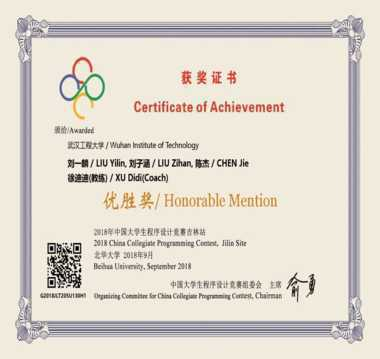 获奖证书
Certificate of Achievement
颁给/Awarded
武汉工程大学 / Wuhan Institute of Technology
刘一麟 / LIU Yilin, 刘子涵 / LIU Zihan, 陈杰 / CHEN Jie
徐迪迪(教练) / XU Didi(Coach)
优胜奖/ Honorable Mention
2018年中国大学生程序设计竞赛吉林站
2018 China Collegiate Programming Contest, Jilin Site
北华大学 2018年9月
Beihua University, September 2018
中国大学生程序设计竞赛组委会 主席 俞勇
G2018JLT205U130H1 Organizing Committee for China Collegiate Programming Contest, Chairman